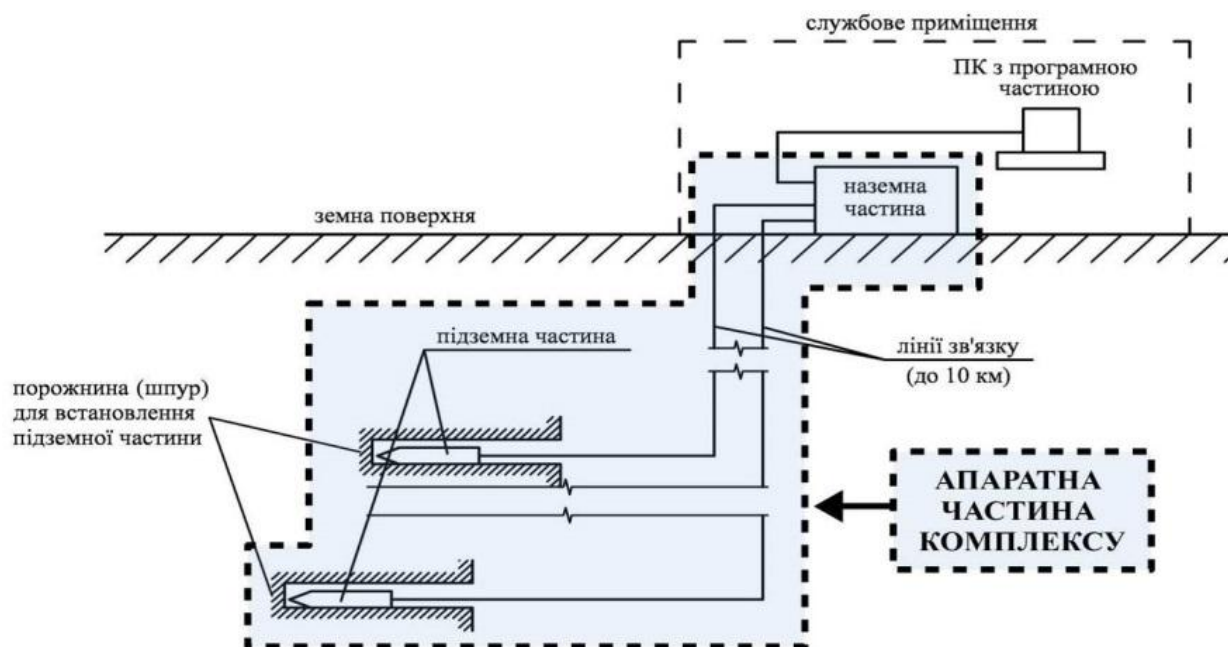 службове приміщення
ПК з програмною
частиною
наземна
частина
земна поверхня
підземна частина
лінії зв'язку
(до 10 км)
порожнина (шпур)
для встановлення
підземної частини
АПАРАТНА
ЧАСТИНА
КОМПЛЕКСУ